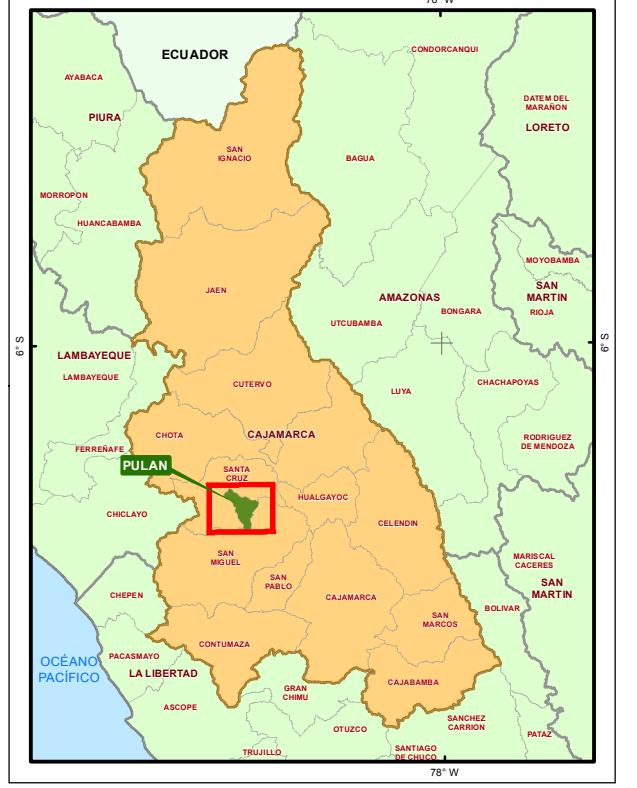 78° W
ECUADOR
CONDORCANQUI
AYABACA
DATEM DEL
MARAÑON
PIURA
LORETO
SAN
IGNACIO
BAGUA
MORROPON
HUANCABAMBA
MOYOBAMBA
SAN
MARTIN
JAEN
AMAZONAS
BONGARA
RIOJA
UTCUBAMBA
6° S
6° S
LAMBAYEQUE
LAMBAYEQUE
CUTERVO
CHACHAPOYAS
LUYA
CHOTA
CAJAMARCA
RODRIGUEZ
DE MENDOZA
FERREÑAFE
PULAN
SANTA
CRUZ
HUALGAYOC
CHICLAYO
CELENDIN
SAN
MIGUEL
MARISCAL
CACERES
SAN
PABLO
SAN
MARTIN
CHEPEN
CAJAMARCA
BOLIVAR
SAN
MARCOS
CONTUMAZA
OCÉANO
PACÍFICO
PACASMAYO
LA LIBERTAD
CAJABAMBA
GRAN
CHIMU
ASCOPE
SANCHEZ
CARRION
OTUZCO
PATAZ
TRUJILLO
SANTIAGO
DE CHUCO
78° W